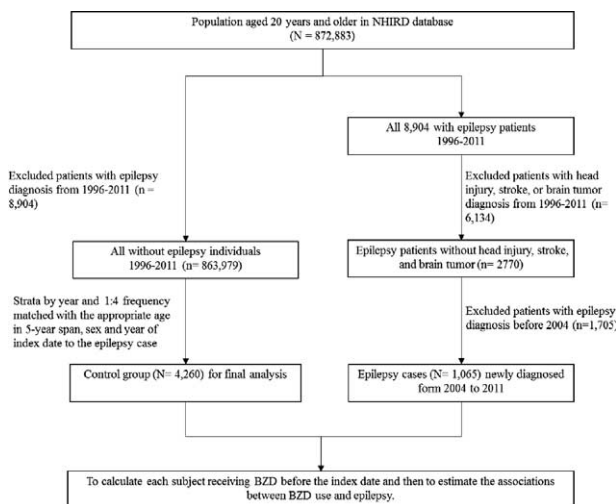 Population aged 20 years and older in NHIRD database
(N = 872,883)
All 8,904 with epilepsy patients
1996-2011
Excluded patients with epilepsy
diagnosis from 1996-2011 (n =
8,904)
Excluded patients with head
injury, stroke, or brain tumor
diagnosis from 1996-2011 (n=
6,134)
All without epilepsy individuals
1996-2011 (n= 863,979)
Epilepsy patients without head injury, stroke,
and brain tumor (n= 2770)
Strata by year and 1:4 frequency
matched with the appropriate age
in 5-year span, sex and year of
index date to the epilepsy case
Excluded patients with epilepsy
diagnosis before 2004 (n=1,705)
Control group (N= 4,260) for final analysis
Epilepsy cases (N= 1,065) newly diagnosed
form 2004 to 2011
To calculate each subject receiving BZD before the index date and then to estimate the associations
between BZD use and epilepsy.